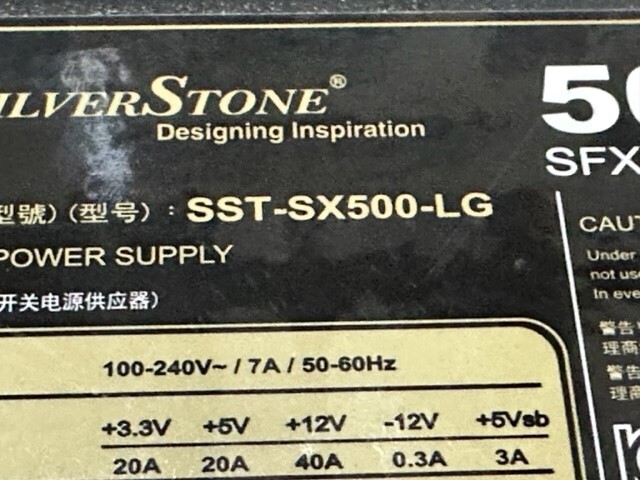 ILVERSTONE®
Designing Inspiration
型號) (型号) : SST-SX500-LG
POWER SUPPLY
开关电源供应器)
100-240V~ / 7A / 50-60Hz
+3.3V +5V +12V -12V +5Vsb
20A 20A 40A 0.3A 3A
5
SFX
CAUT
Under
not use
In eve
警告
理商
警告
理商